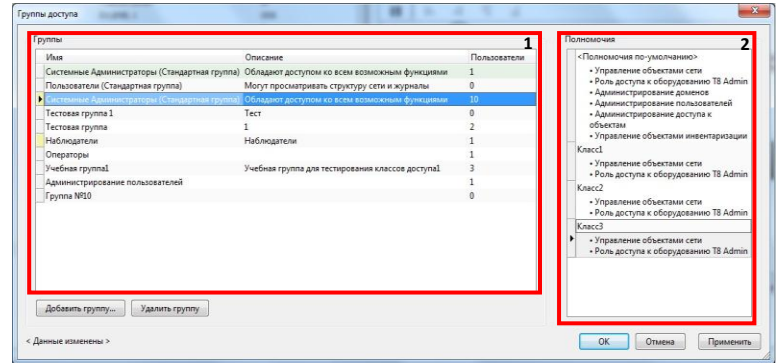 Группы доступа
Группы
1
Имя Описание Пользователи
Системные Администраторы (Стандартная группа) Обладают доступом ко всем возможным функциями 1
Пользователи (Стандартная группа) Могут просматривать структуру сети и журналы 0
Системные Администраторы (Стандартная группа) Обладают доступом ко всем возможным функциями 10
Тестовая группа 1 Тест 0
Тестовая группа 1 2
Наблюдатели Наблюдатели 1
Операторы 1
Учебная группа1 Учебная группа для тестирования классов доступа1 3
Администрирование пользователей 1
Группа №10 0
Добавить группу... Удалить группу
< Данные изменены >
Полномочия
2
<Полномочия по-умолчанию>
• Управление объектами сети
• Роль доступа к оборудованию T8 Admin
• Администрирование доменов
• Администрирование пользователей
• Администрирование доступа к
объектам
• Управление объектами инвентаризации
Класс1
• Управление объектами сети
• Роль доступа к оборудованию T8 Admin
Класс2
• Управление объектами сети
• Роль доступа к оборудованию T8 Admin
Класс3
• Управление объектами сети
• Роль доступа к оборудованию T8 Admin
OK Отмена Применить